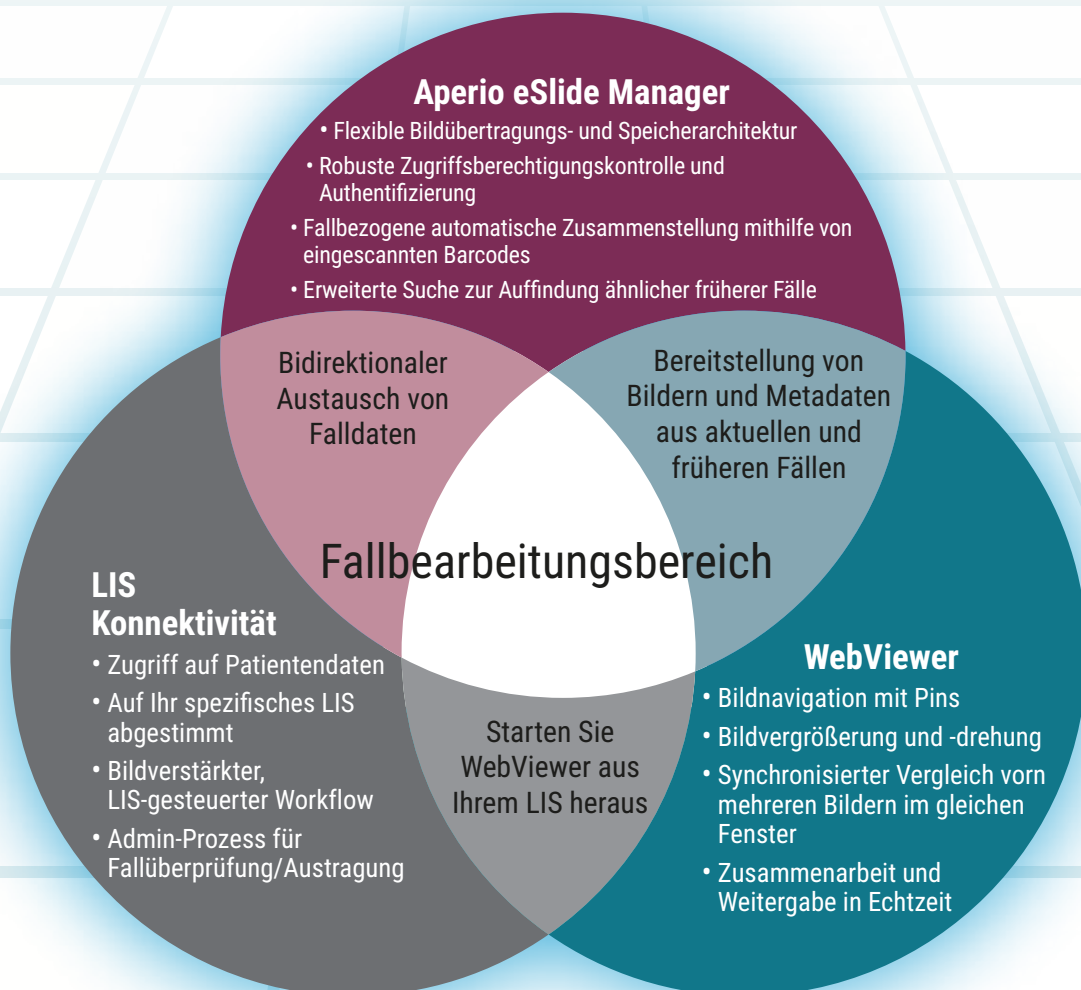 Aperio eSlide Manager
• Flexible Bildübertragungs- und Speicherarchitektur
• Robuste Zugriffsberechtigungskontrolle und
Authentifizierung
• Fallbezogene automatische Zusammenstellung mithilfe von
eingescannten Barcodes
• Erweiterte Suche zur Auffindung ähnlicher früherer Fälle
Bidirektionaler
Austausch von
Falldaten
Bereitstellung von
Bildern und Metadaten
aus aktuellen und
früheren Fällen
Fallbearbeitungsbereich
LIS
Konnektivität
• Zugriff auf Patientendaten
• Auf Ihr spezifisches LIS
abgestimmt
• Bildverstärkter,
LIS-gesteuerter Workflow
• Admin-Prozess für
Fallüberprüfung/Austragung
Starten Sie
WebViewer aus
Ihrem LIS heraus
WebViewer
• Bildnavigation mit Pins
• Bildvergrößerung und -drehung
• Synchronisierter Vergleich vorn
mehreren Bildern im gleichen
Fenster
• Zusammenarbeit und
Weitergabe in Echtzeit